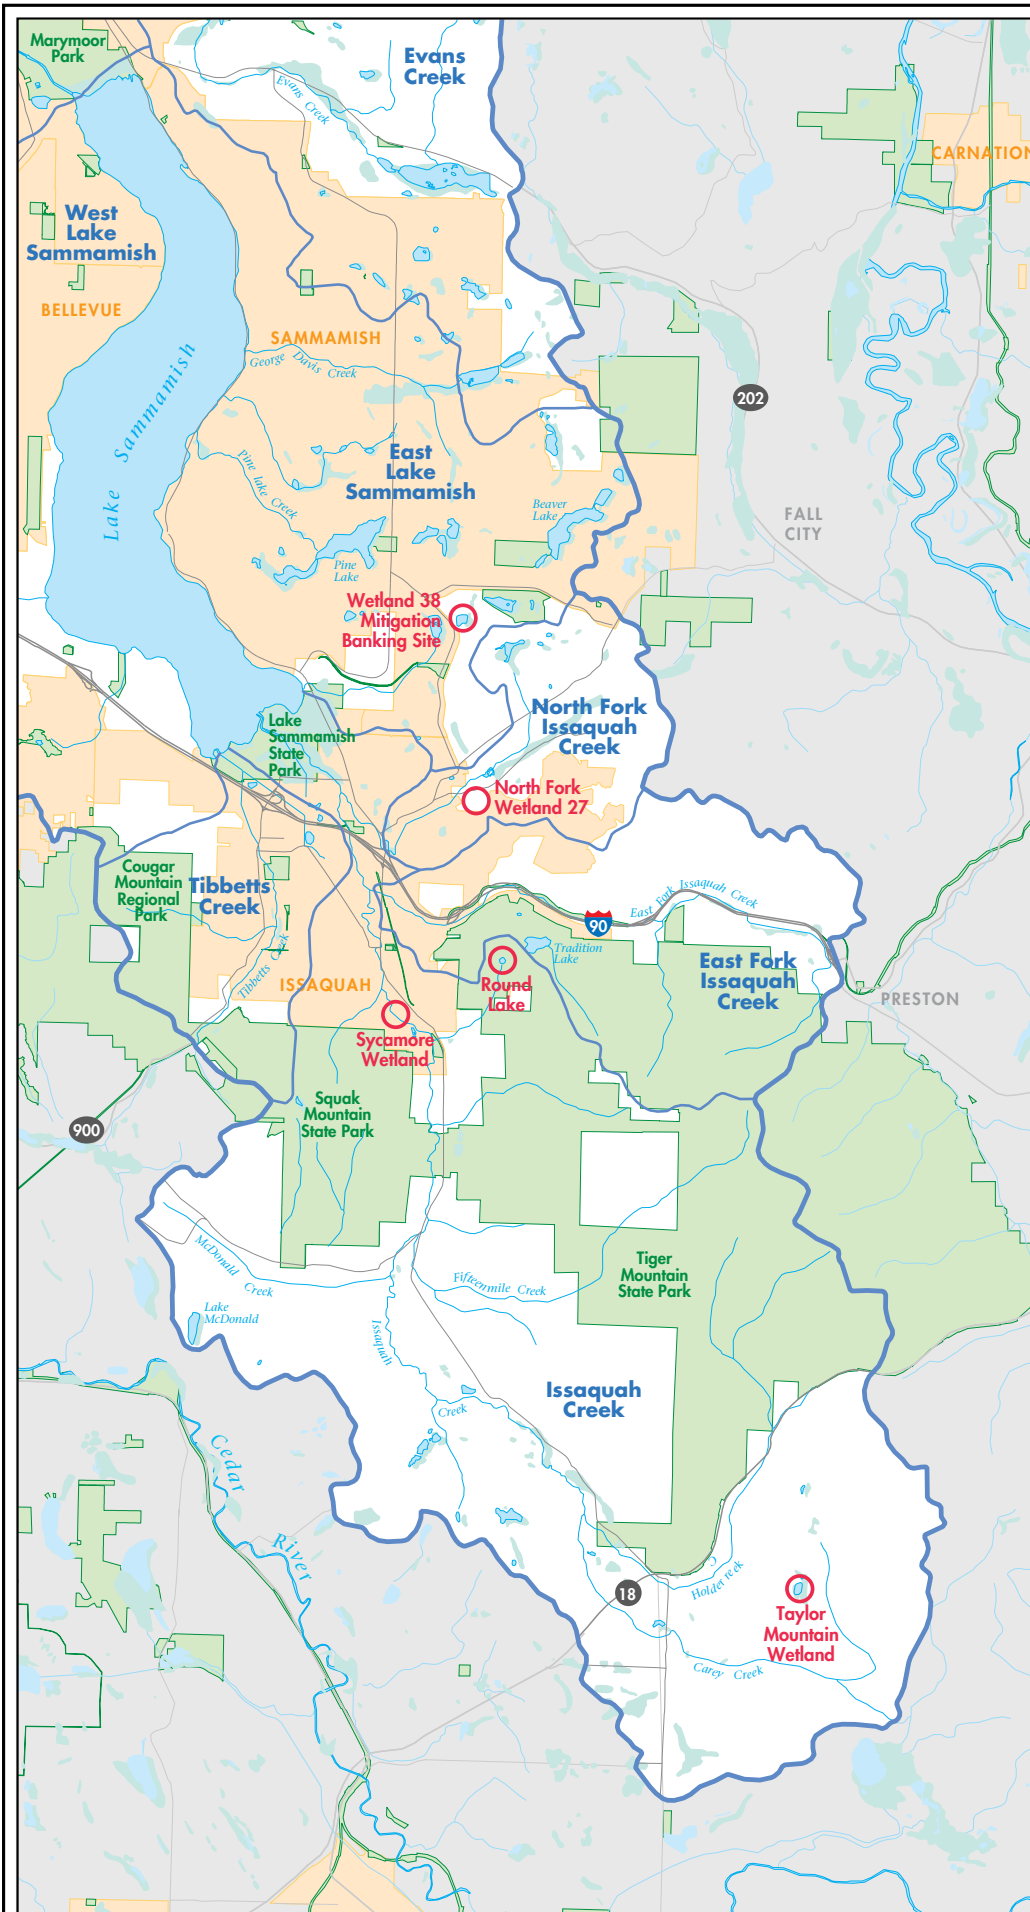 Marymoor
Park
Evans
Creek
Evans Creek
CARNATION
West
Lake
Sammamish
BELLEVUE
SAMMAMISH
George Davis Creek
Lake Sammamish
202
East
Lake
Sammamish
Pine lake Creek
Beaver
Lake
FALL
CITY
Pine
Lake
Wetland 38
Mitigation
Banking Site
North Fork
Issaquah
Creek
Lake
Sammamish
State
Park
North Fork
Wetland 27
Cougar
Mountain
Regional
Park
Tibbetts
Creek
East Fork Issaquah Creek
90
Tradition
Lake
East Fork
Issaquah
Creek
Tibbetts Creek
ISSAQUAH
Round
Lake
PRESTON
Sycamore
Wetland
Squak
Mountain
State Park
900
McDonald Creek
Tiger
Mountain
State Park
Fifteenmile Creek
Lake
McDonald
Issaquah
Creek
Issaquah
Creek
Cedar
River
Holder reek
C
18
Taylor
Mountain
Wetland
Carey Creek